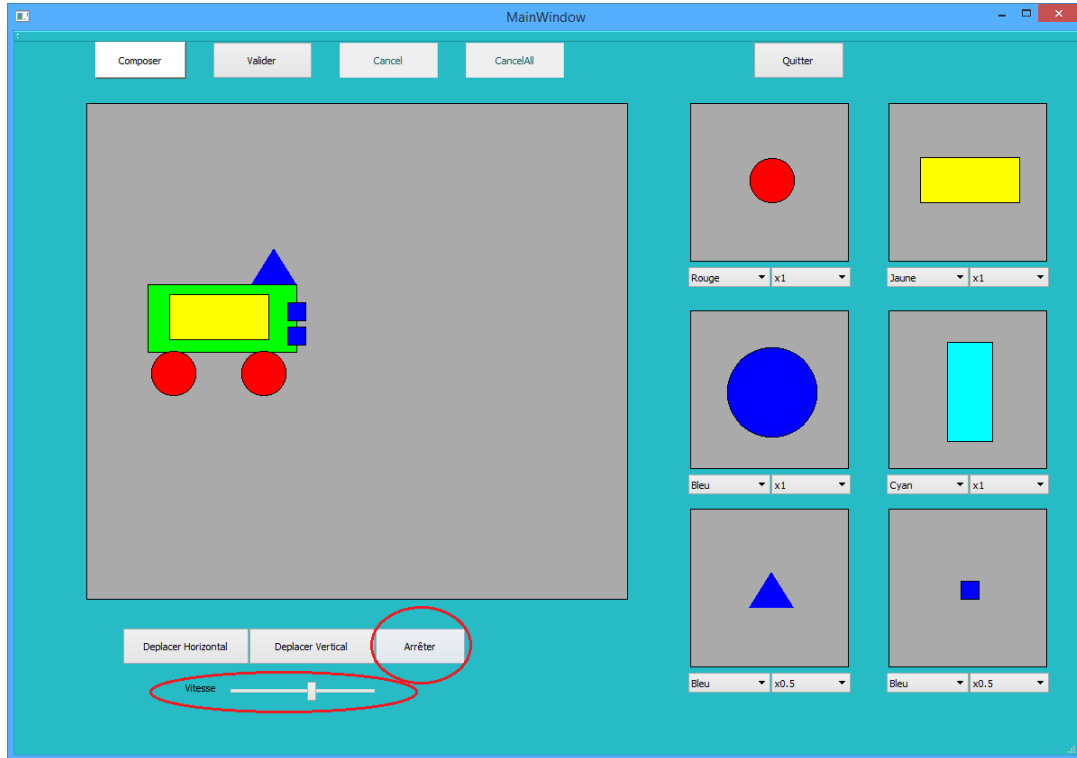 MainWindow
Composer Valider Cancel CancelAll Quitter
Rouge x1 Jaune x1
Bleu x1 Cyan x1
Deplacer Horizontal Deplacer Vertical Arrêter
Vitesse
Bleu x0.5 Bleu x0.5